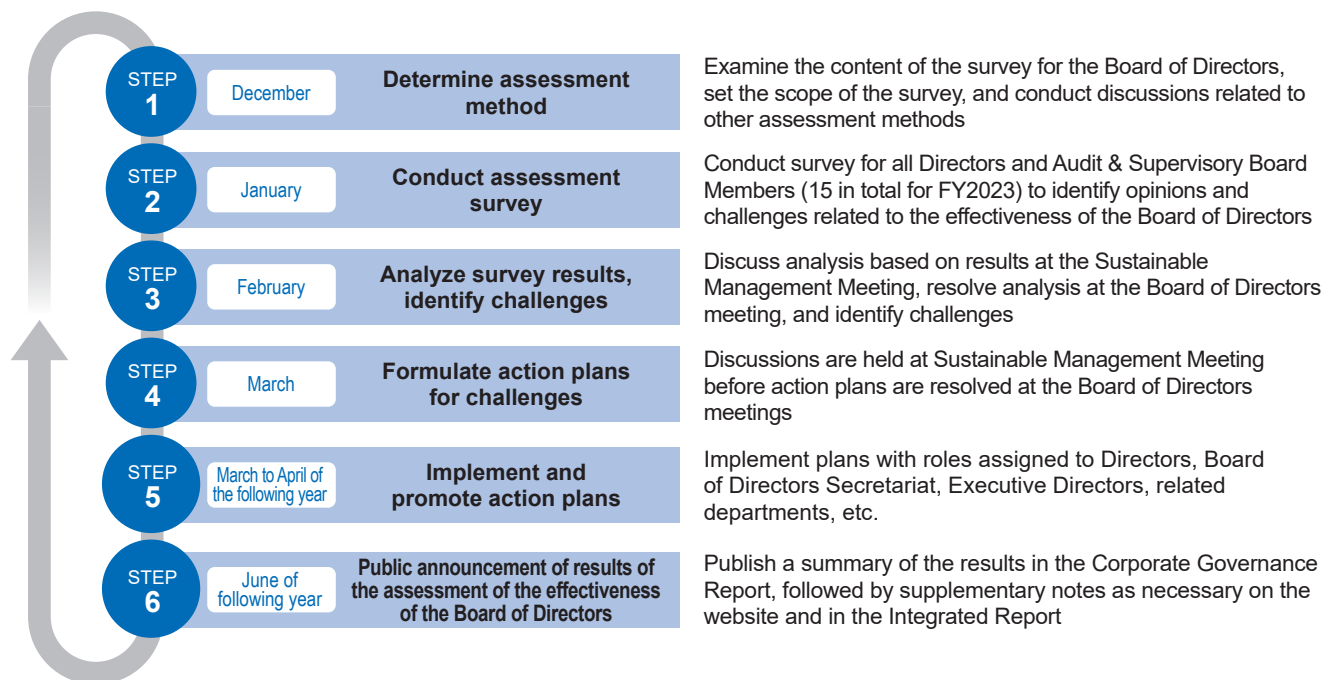 STEP
1
December
Determine assessment
method
Examine the content of the survey for the Board of Directors,
set the scope of the survey, and conduct discussions related to
other assessment methods
STEP
2
January
Conduct assessment
survey
Conduct survey for all Directors and Audit & Supervisory Board
Members (15 in total for FY2023) to identify opinions and
challenges related to the effectiveness of the Board of Directors
STEP
3
February
Analyze survey results,
identify challenges
Discuss analysis based on results at the Sustainable
Management Meeting, resolve analysis at the Board of Directors
meeting, and identify challenges
STEP
4
March
Formulate action plans
for challenges
Discussions are held at Sustainable Management Meeting
before action plans are resolved at the Board of Directors
meetings
STEP
5
March to April of
the following year
Implement and
promote action plans
Implement plans with roles assigned to Directors, Board
of Directors Secretariat, Executive Directors, related
departments, etc.
STEP
6
June of
following year
Public announcement of results of
the assessment of the effectiveness
of the Board of Directors
Publish a summary of the results in the Corporate Governance
Report, followed by supplementary notes as necessary on the
website and in the Integrated Report